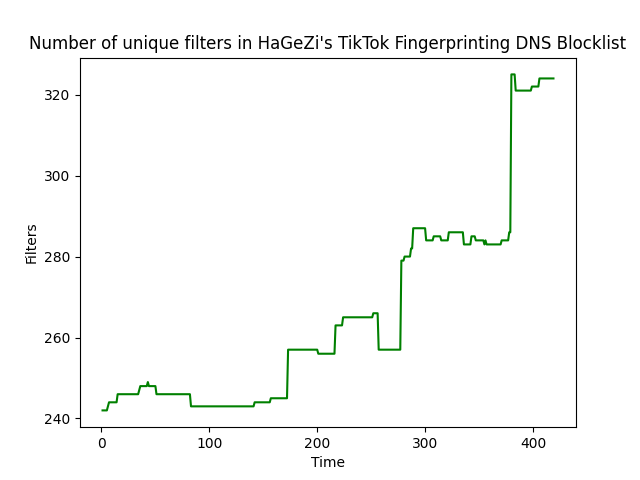 Number of unique filters in HaGeZi's TikTok Fingerprinting DNS Blocklist
320
300
280
260
240
Filters
0 100 200 300 400
Time